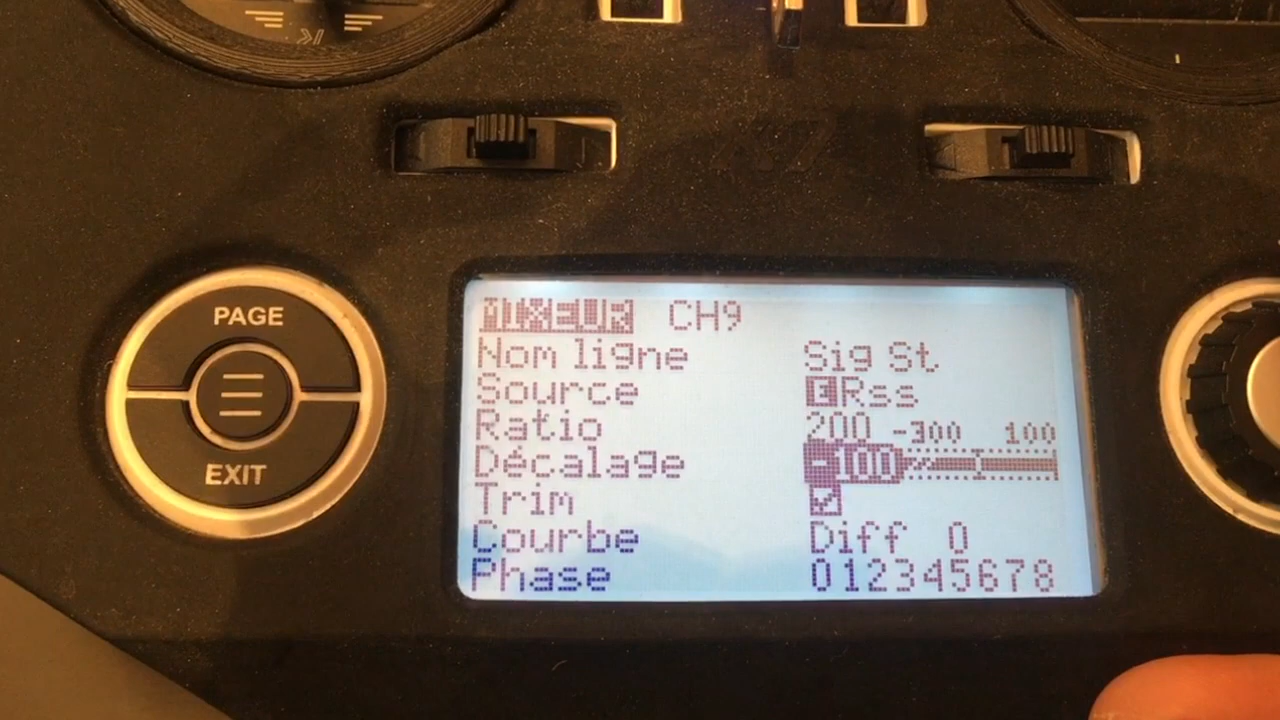 PAGE
EXIT
MIXEUR CH9
Nom ligne Sig St
Source ERss
Ratio 200 -300 100
Décalage -100
Trim
Courbe Diff 0
Phase 012345678